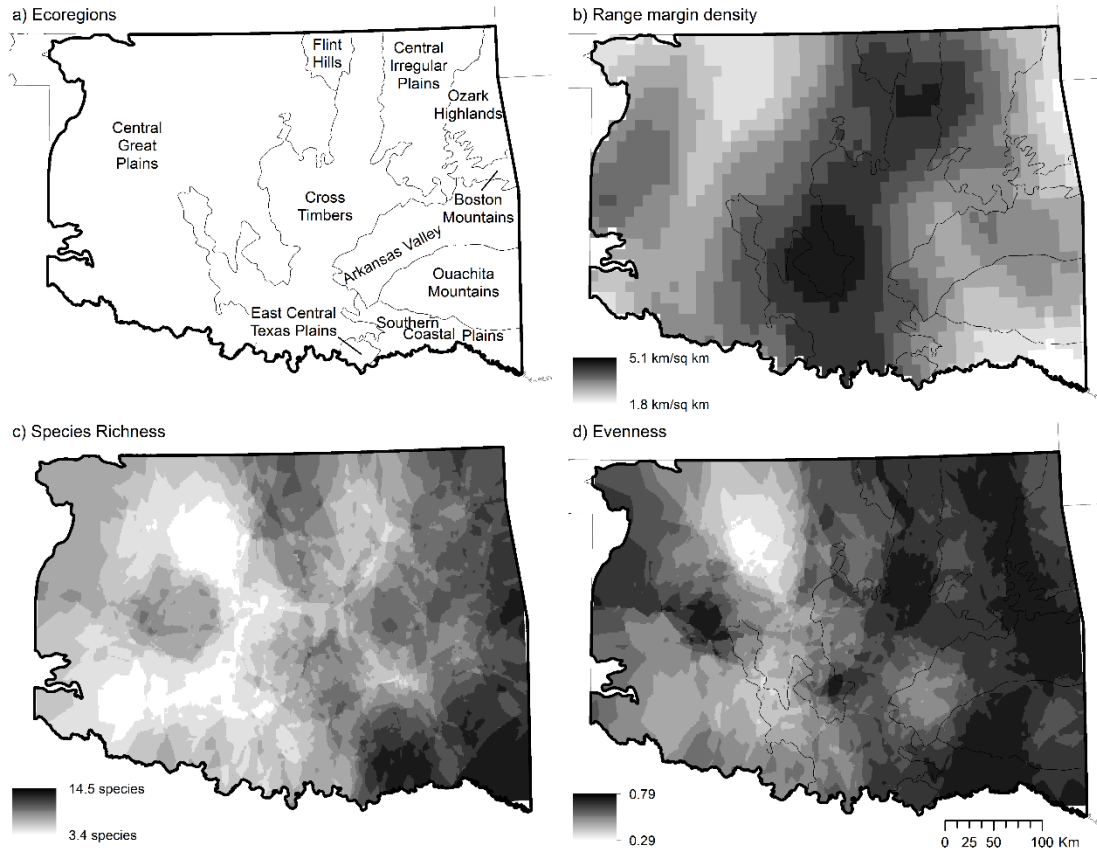 a) Ecoregions
b) Range margin density
Flint
Hills
Central
Irregular
Plains
Ozark
Highlands
Central
Great
Plains
Cross
Timbers
Boston
Mountains
Arkansas Valley
Ouachita
Mountains
East Central
Texas Plains
Southern
Coastal Plains
5.1 km/sq km
1.8 km/sq km
c) Species Richness
d) Evenness
14.5 species
3.4 species
0.79
0.29
0 25 50 100 Km